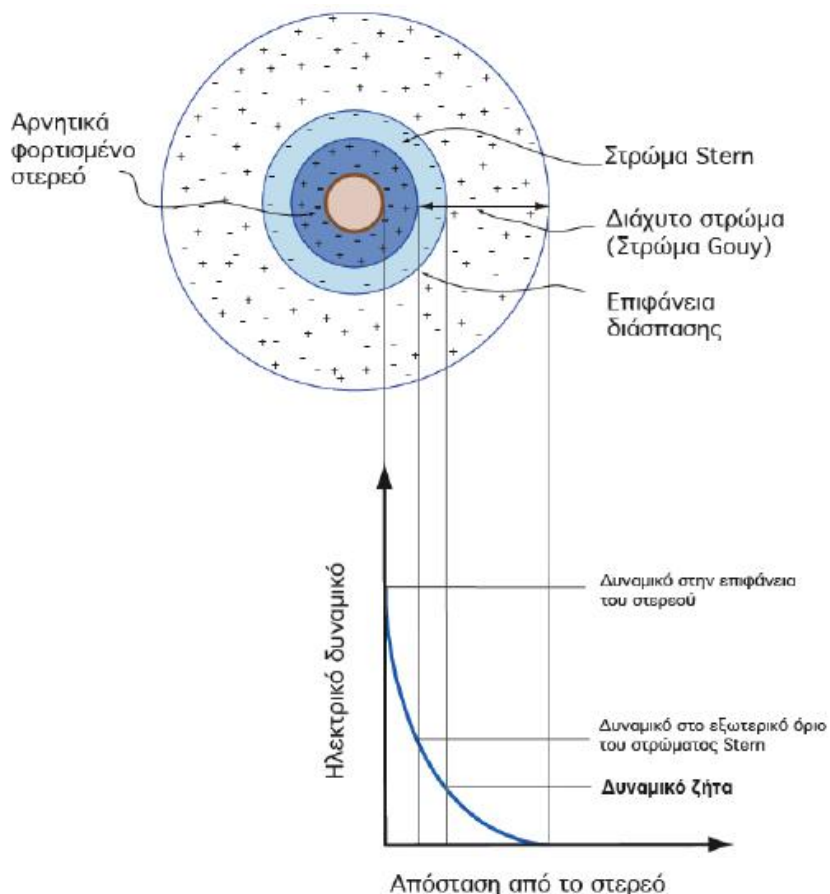 Αρνητικά
φορτισμένο
στερεό
Στρώμα Stern
Διάχυτο στρώμα
(Στρώμα Gouy)
Επιφάνεια
διάσπασης
Ηλεκτρικό δυναμικό
Δυναμικό στην επιφάνεια
του στερεού
Δυναμικό στο εξωτερικό όριο
του στρώματος Stern
Δυναμικό ζήτα
Απόσταση από το στερεό